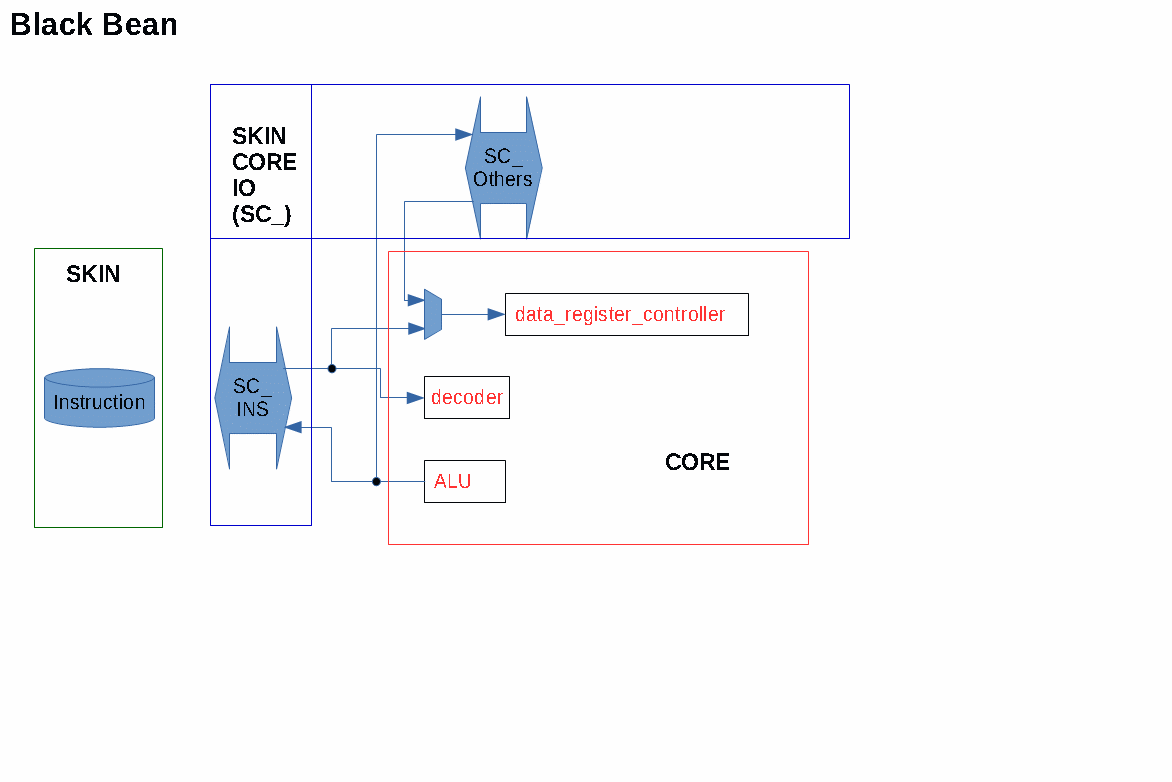 Black Bean
SKIN
CORE
IO
(SC_)
SC_
Others
SKIN
Instruction
SC_
INS
data_register_controller
decoder
ALU
CORE